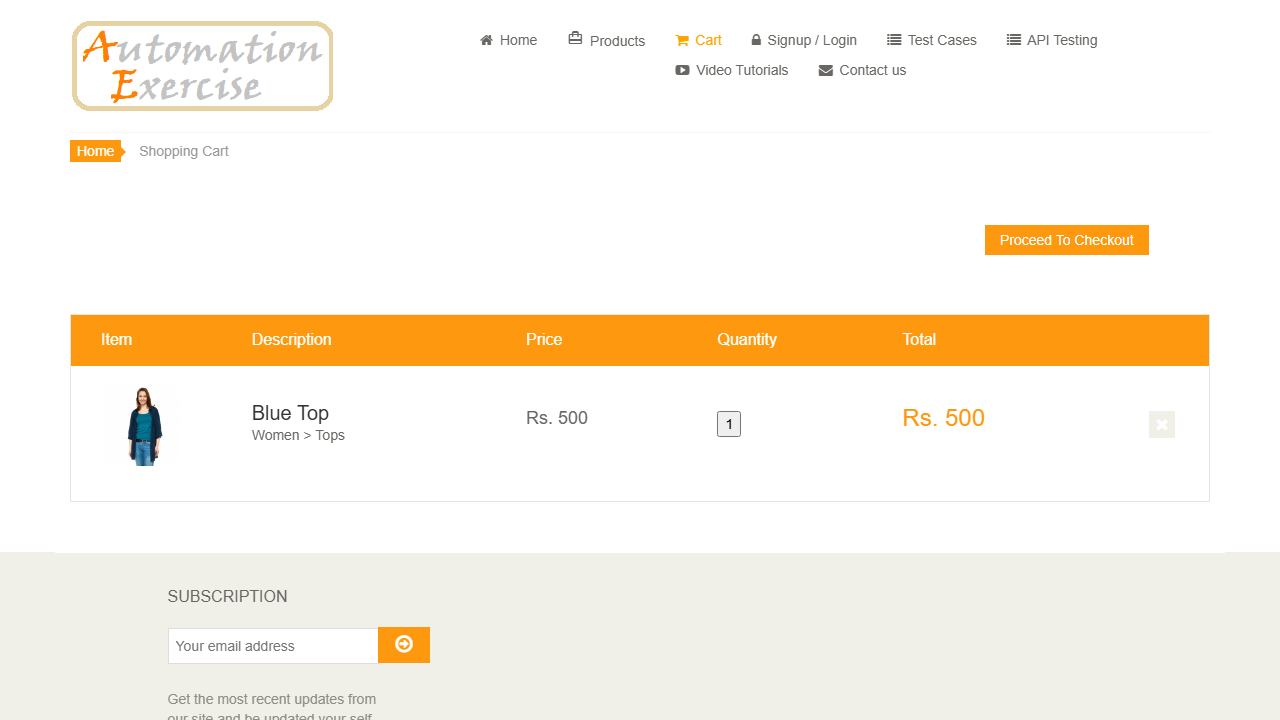 Automation
Exercise
Home
Products
Cart
Signup / Login
Test Cases
API Testing
Video Tutorials
Contact us
Home
Shopping Cart
Proceed To Checkout
Item Description Price Quantity Total
Blue Top
Women > Tops
Rs. 500
1
Rs. 500
SUBSCRIPTION
Your email address
Get the most recent updates from
our site and be updated your self